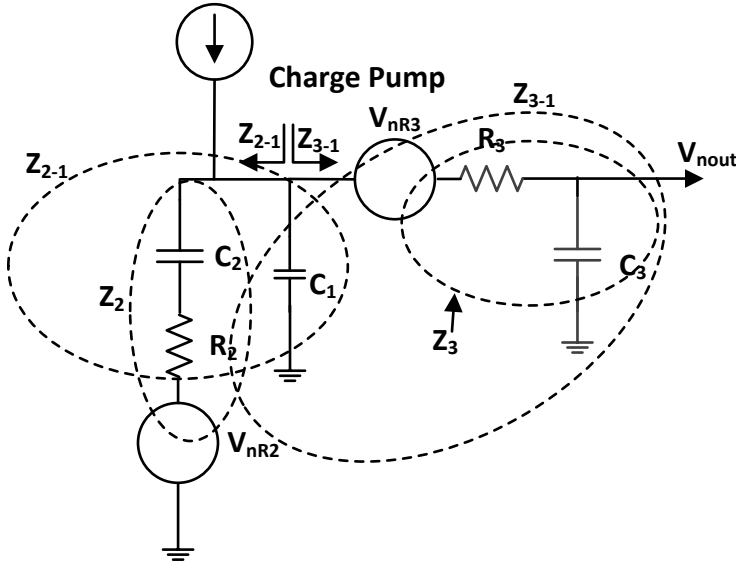 Charge Pump
Z3-1
VnR3
Z2-1 Z3-1
R3
Vnout
Z2-1
C2
C1
C3
Z2
R2
Z3
VnR2